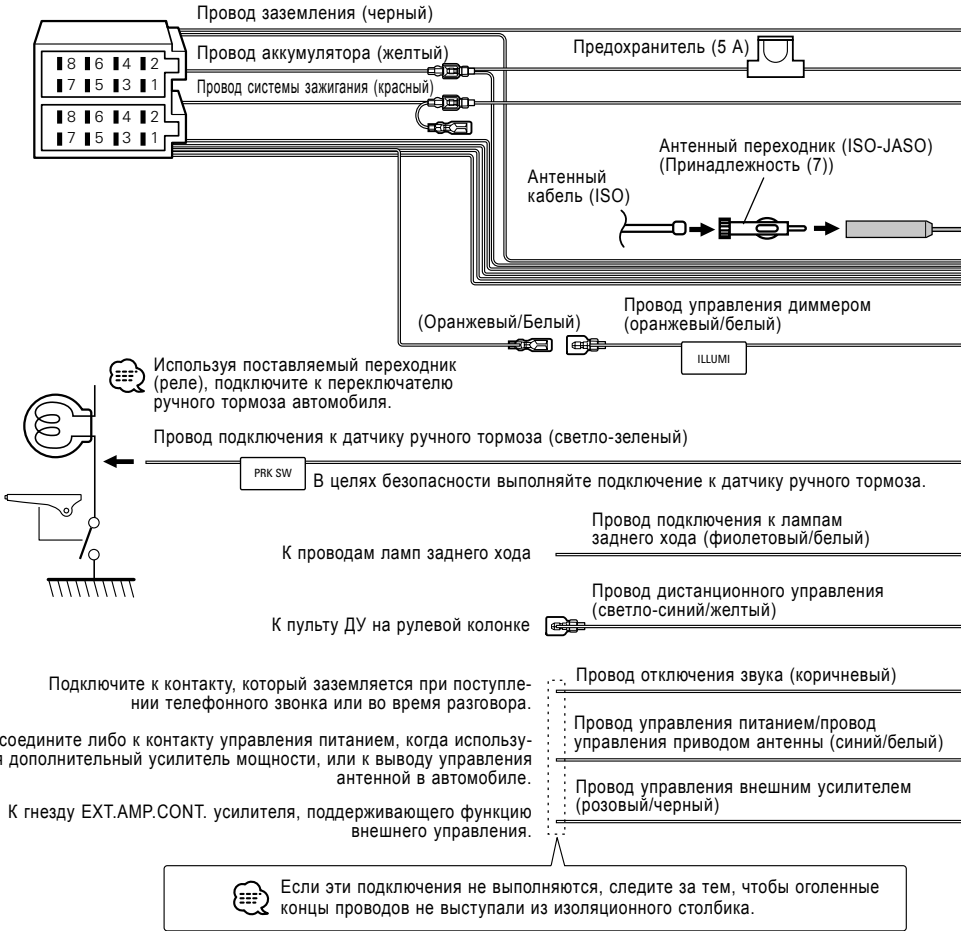 Провод заземления (черный)
Провод аккумулятора (желтый)
Предохранитель (5 А)
Провод системы зажигания (красный)
8 6 4 2
7 5 3 1
8 6 4 2
7 5 3 1
Антенный переходник (ISO-JASO)
(Принадлежность (7))
Антенный
кабель (ISO)
Провод управления диммером
(оранжевый/белый)
(Оранжевый/Белый)
ILLUMI
Используя поставляемый переходник
(реле), подключите к переключателю
ручного тормоза автомобиля.
Провод подключения к датчику ручного тормоза (светло-зеленый)
PRK SW
В целях безопасности выполняйте подключение к датчику ручного тормоза.
Провод подключения к лампам
заднего хода (фиолетовый/белый)
К проводам ламп заднего хода
Провод дистанционного управления
(светло-синий/желтый)
К пульту ДУ на рулевой колонке
Провод отключения звука (коричневый)
Подключите к контакту, который заземляется при поступле-
нии телефонного звонка или во время разговора.
Провод управления питанием/провод
управления приводом антенны (синий/белый)
соедините либо к контакту управления питанием, когда использу-
я дополнительный усилитель мощности, или к выводу управления
антенной в автомобиле.
Провод управления внешним усилителем
(розовый/черный)
К гнезду EXT.AMP.CONT. усилителя, поддерживающего функцию
внешнего управления.
Если эти подключения не выполняются, следите за тем, чтобы оголенные
концы проводов не выступали из изоляционного столбика.